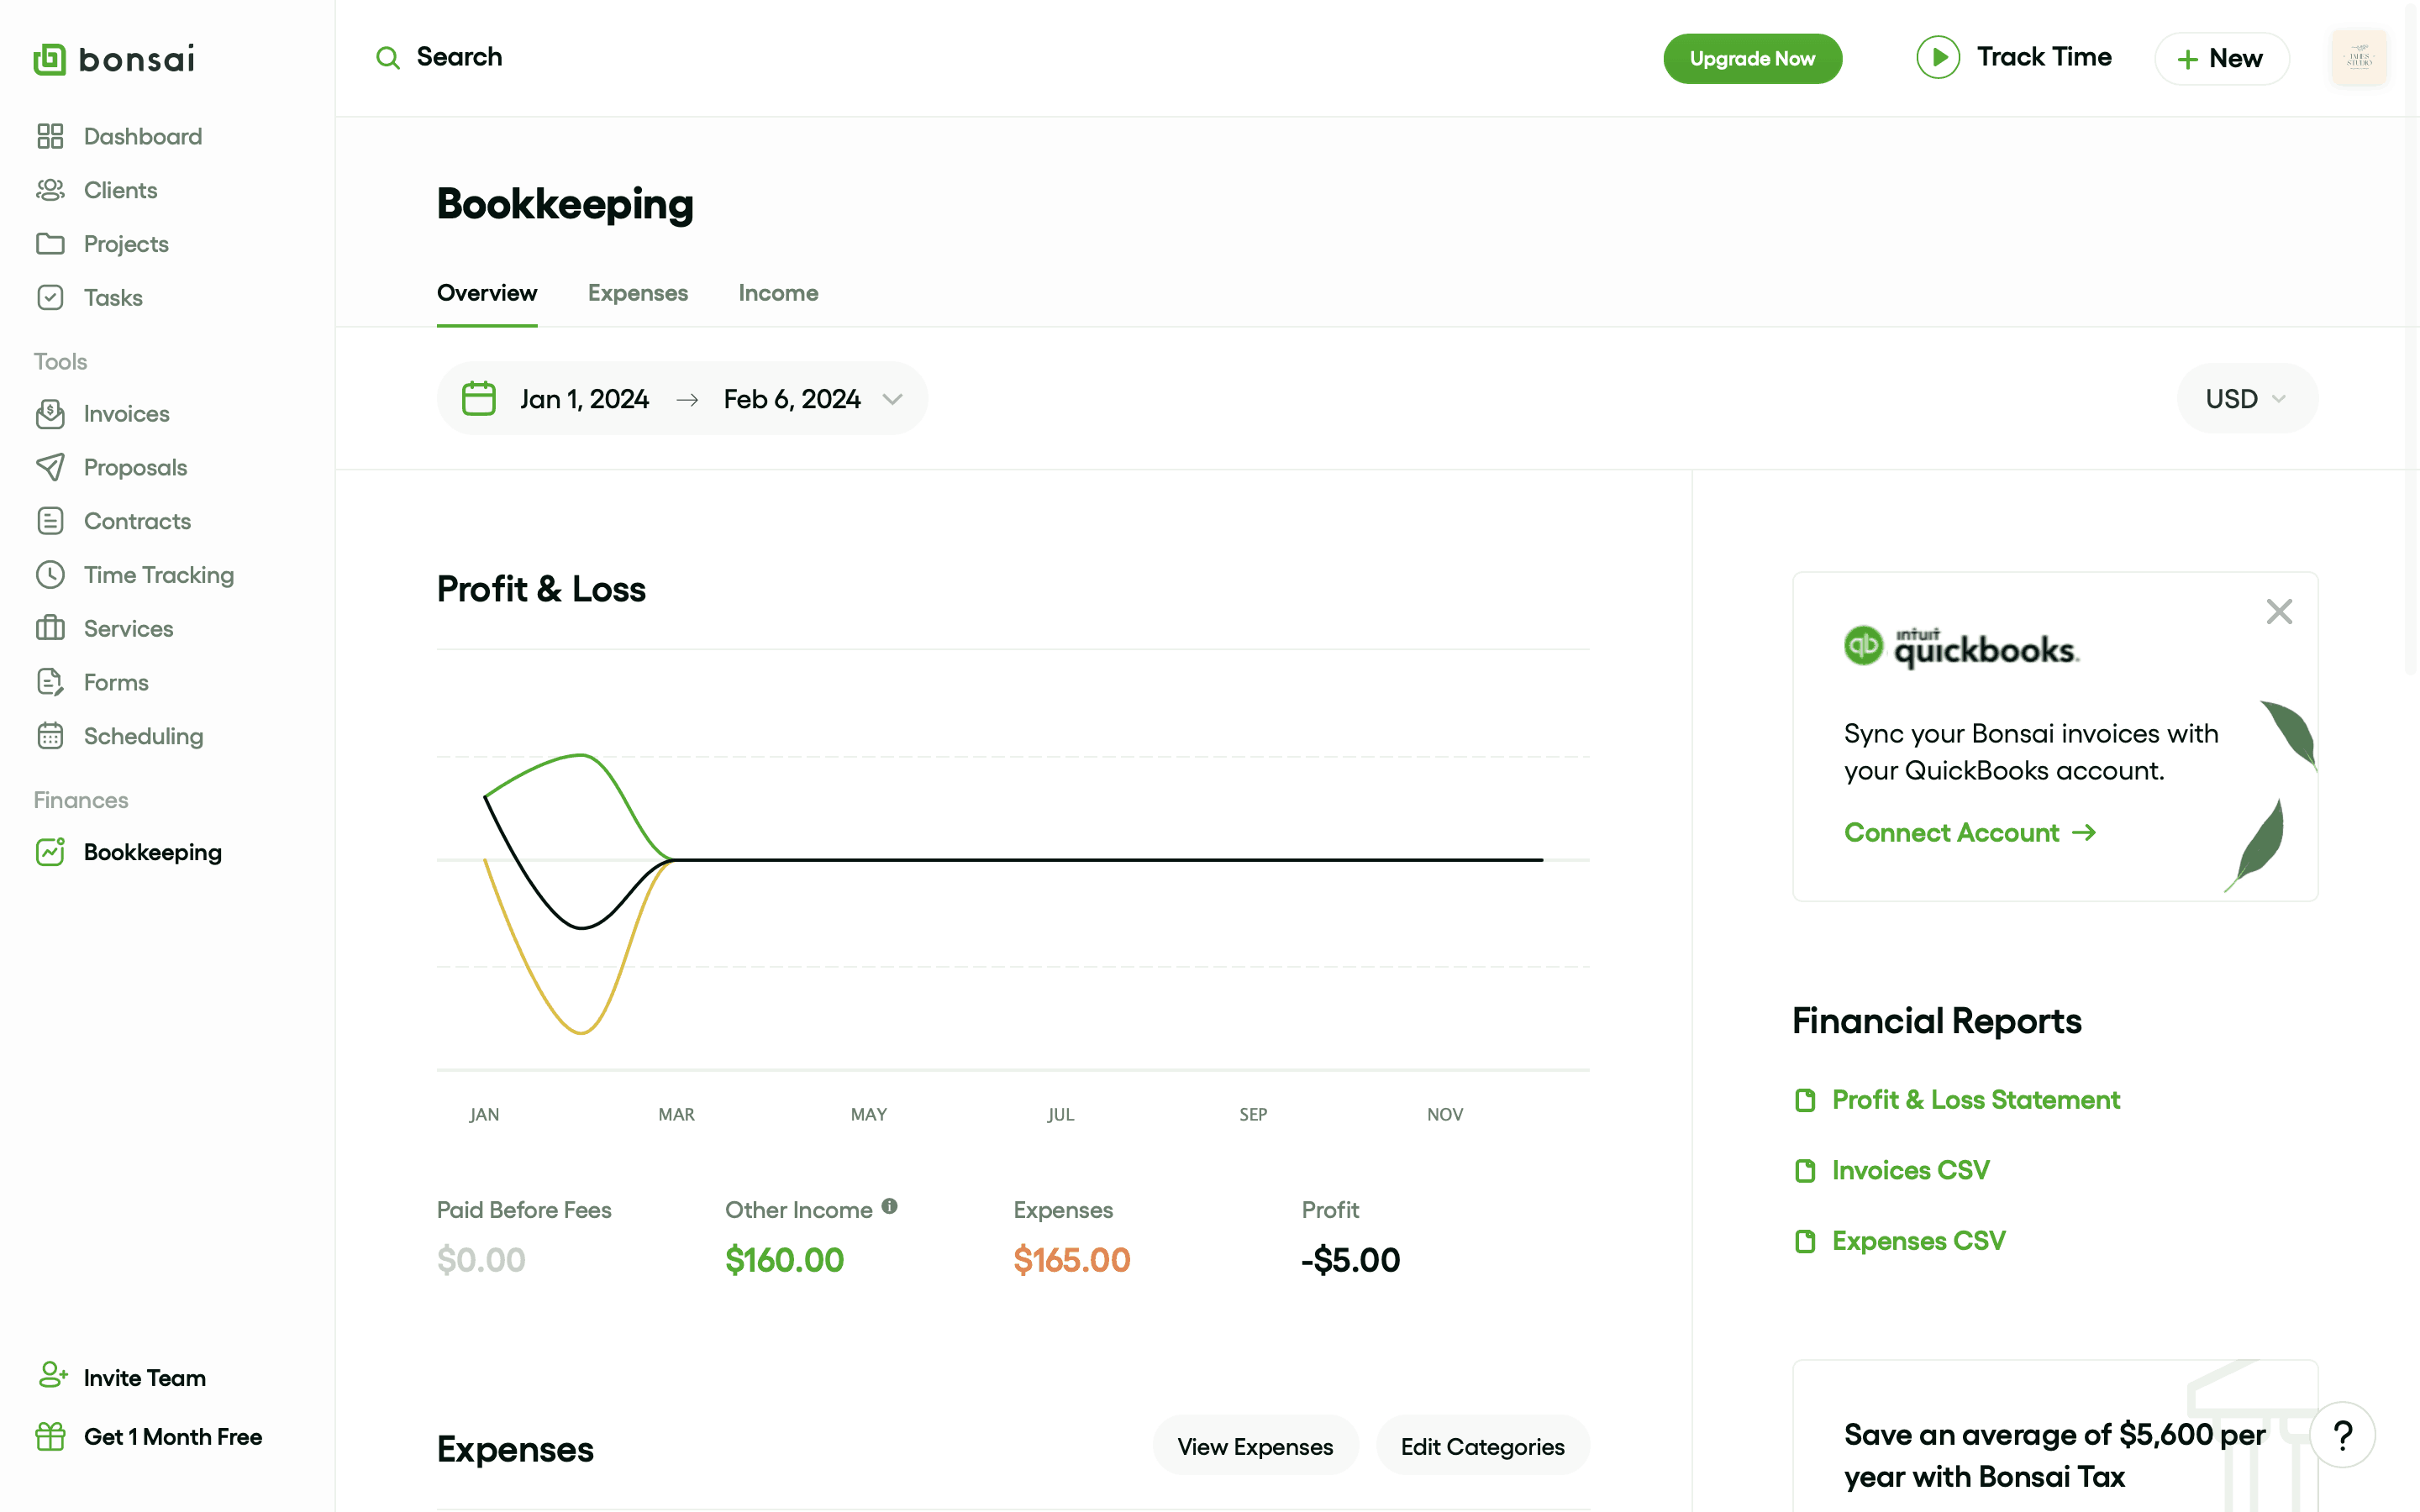 bonsai
Search
Upgrade Now
Track Time
+ New
JAMES
STUDIO
Dashboard
Clients
Projects
Tasks
Tools
Invoices
Proposals
Contracts
Time Tracking
Services
Forms
Scheduling
Finances
Bookkeeping
Invite Team
Get 1 Month Free
Bookkeeping
Overview Expenses Income
Jan 1, 2024 → Feb 6, 2024
USD
Profit & Loss
JAN MAR MAY JUL SEP NOV
Paid Before Fees Other Income Expenses Profit
$0.00 $160.00 $165.00 -$5.00
Expenses
View Expenses
Edit Categories
qb intuit quickbooks.
Sync your Bonsai invoices with
your QuickBooks account.
Connect Account →
Financial Reports
Profit & Loss Statement
Invoices CSV
Expenses CSV
Save an average of $5,600 per
year with Bonsai Tax
?